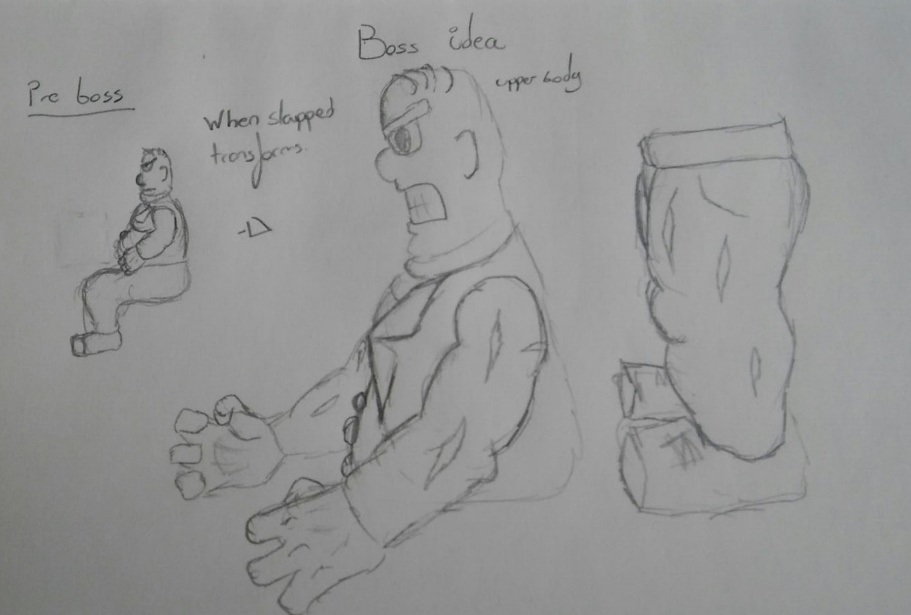 Boss idea
upper body
Pre boss
When slapped
transforms.